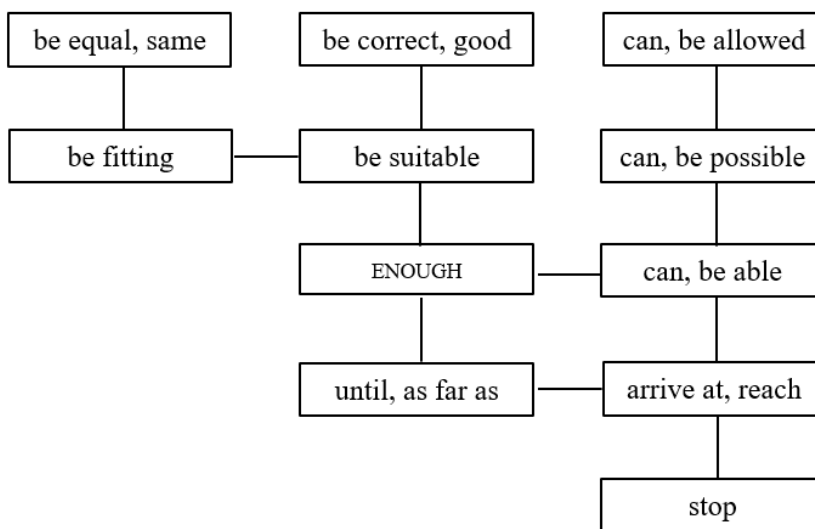 be equal, same
be correct, good
can, be allowed
be fitting
be suitable
can, be possible
ENOUGH
can, be able
until, as far as
arrive at, reach
stop